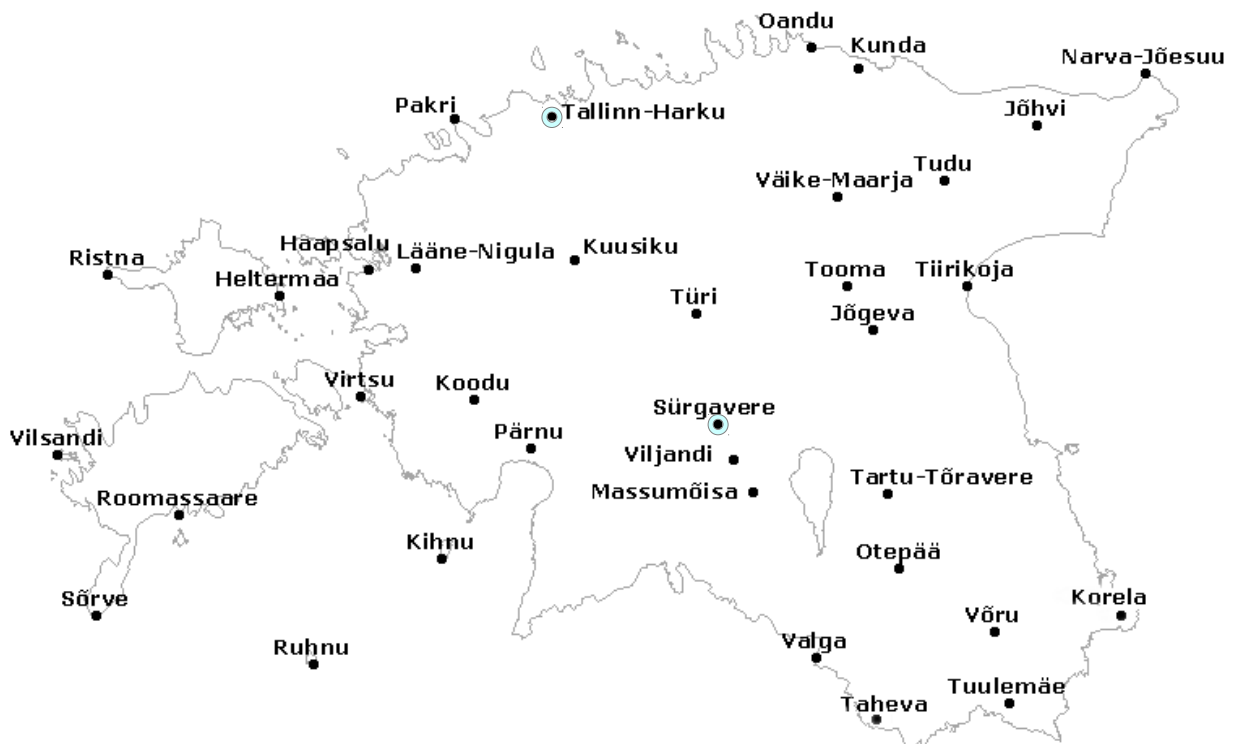 Oandu
Kunda
Narva-Jõesuu
Pakri
Tallinn-Harku
Jõhvi
Tudu
Väike-Maarja
Haapsalu
Lääne-Nigula
Kuusiku
Ristna
Heltermaa
Tooma
Tiirikoja
Türi
Jõgeva
Virtsu
Koodu
Sürgavere
Vilsandi
Pärnu
Viljandi
Tartu-Tõravere
Massumõisa
Roomassaare
Kihnu
Otepää
Sõrve
Korela
Võru
Ruhnu
Valga
Tuulemäe
Taheva